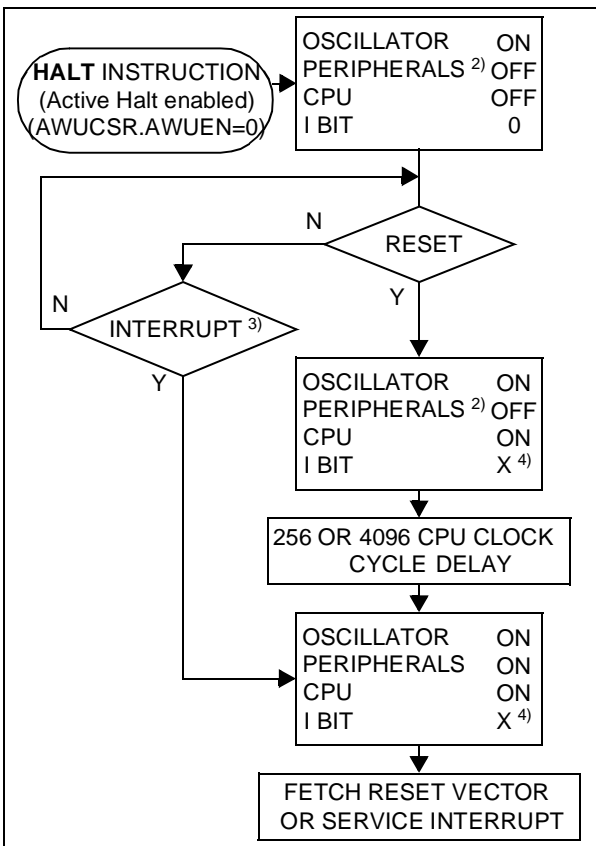 HALT INSTRUCTION
(Active Halt enabled)
(AWUCSR.AWUEN=0)
OSCILLATOR ON
PERIPHERALS 2) OFF
CPU OFF
I BIT 0
RESET
N
Y
INTERRUPT 3)
N
Y
OSCILLATOR ON
PERIPHERALS 2) OFF
CPU ON
I BIT X 4)
256 OR 4096 CPU CLOCK
CYCLE DELAY
OSCILLATOR ON
PERIPHERALS ON
CPU ON
I BIT X 4)
FETCH RESET VECTOR
OR SERVICE INTERRUPT